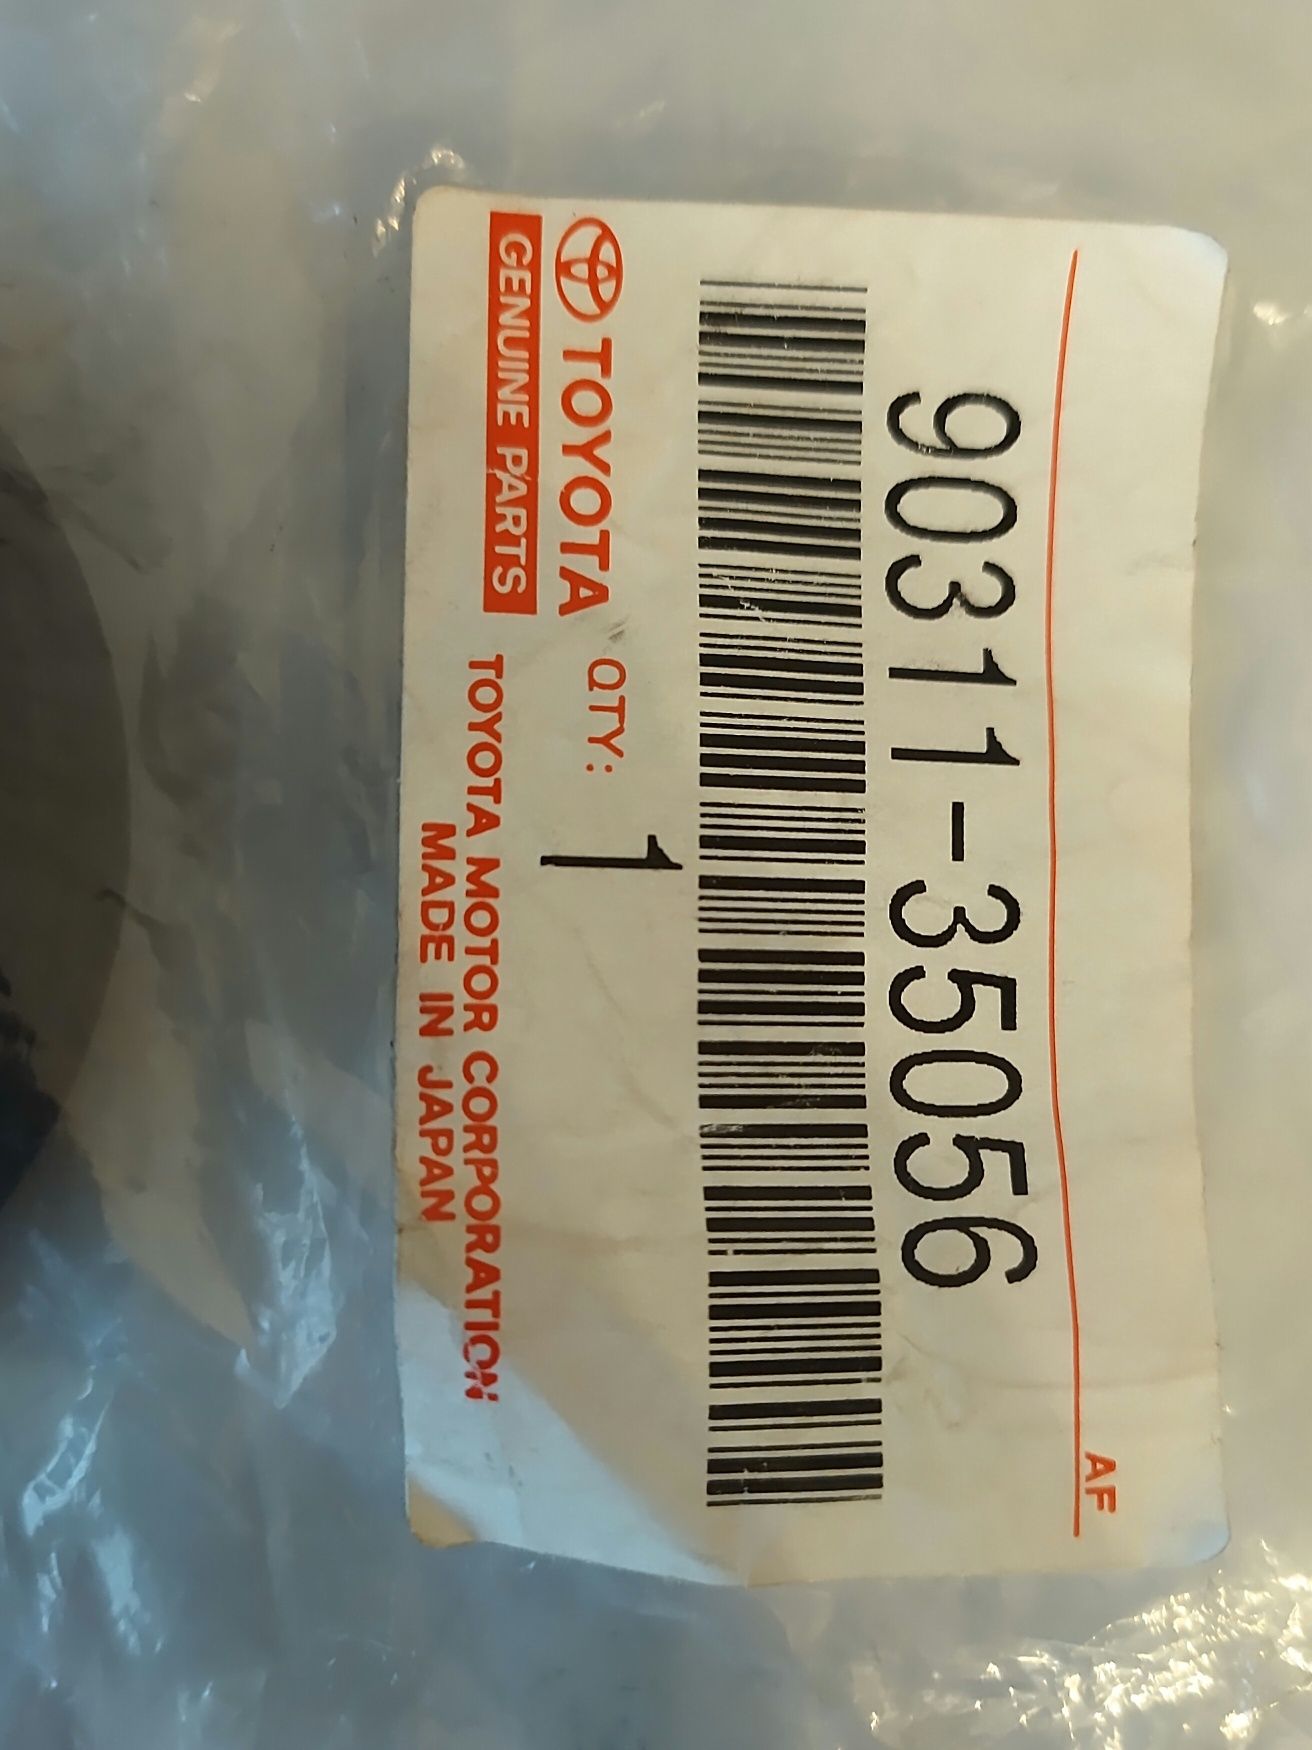 AF
90311-35056
TOYOTA QTY: 1
GENUINE PARTS
TOYOTA MOTOR CORPORATION
MADE IN JAPAN